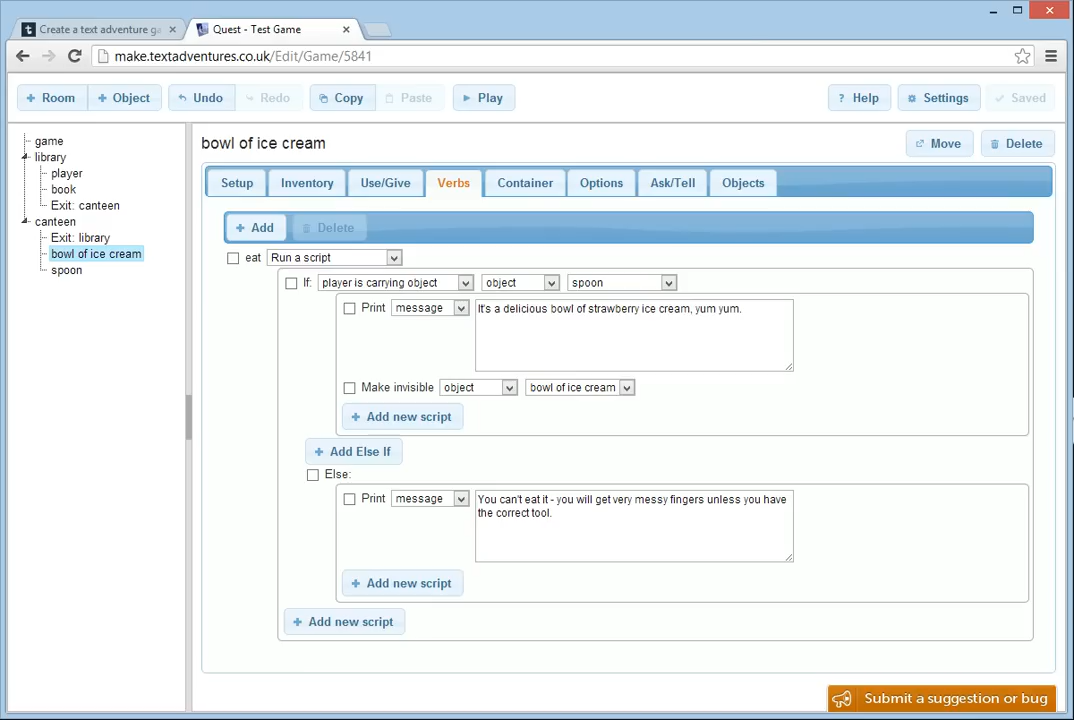 Create a text adventure ga
Quest - Test Game
make.textadventures.co.uk/Edit/Game/5841
+ Room + Object Undo Redo Copy Paste Play ? Help Settings Saved
game
library
player
book
Exit: canteen
canteen
Exit: library
bowl of ice cream
spoon
bowl of ice cream
Move Delete
Setup Inventory Use/Give Verbs Container Options Ask/Tell Objects
+ Add Delete
eat Run a script
If: player is carrying object object spoon
Print message It's a delicious bowl of strawberry ice cream, yum yum.
Make invisible object bowl of ice cream
+ Add new script
+ Add Else If
Else:
Print message You can't eat it - you will get very messy fingers unless you have
the correct tool.
+ Add new script
+ Add new script
Submit a suggestion or bug